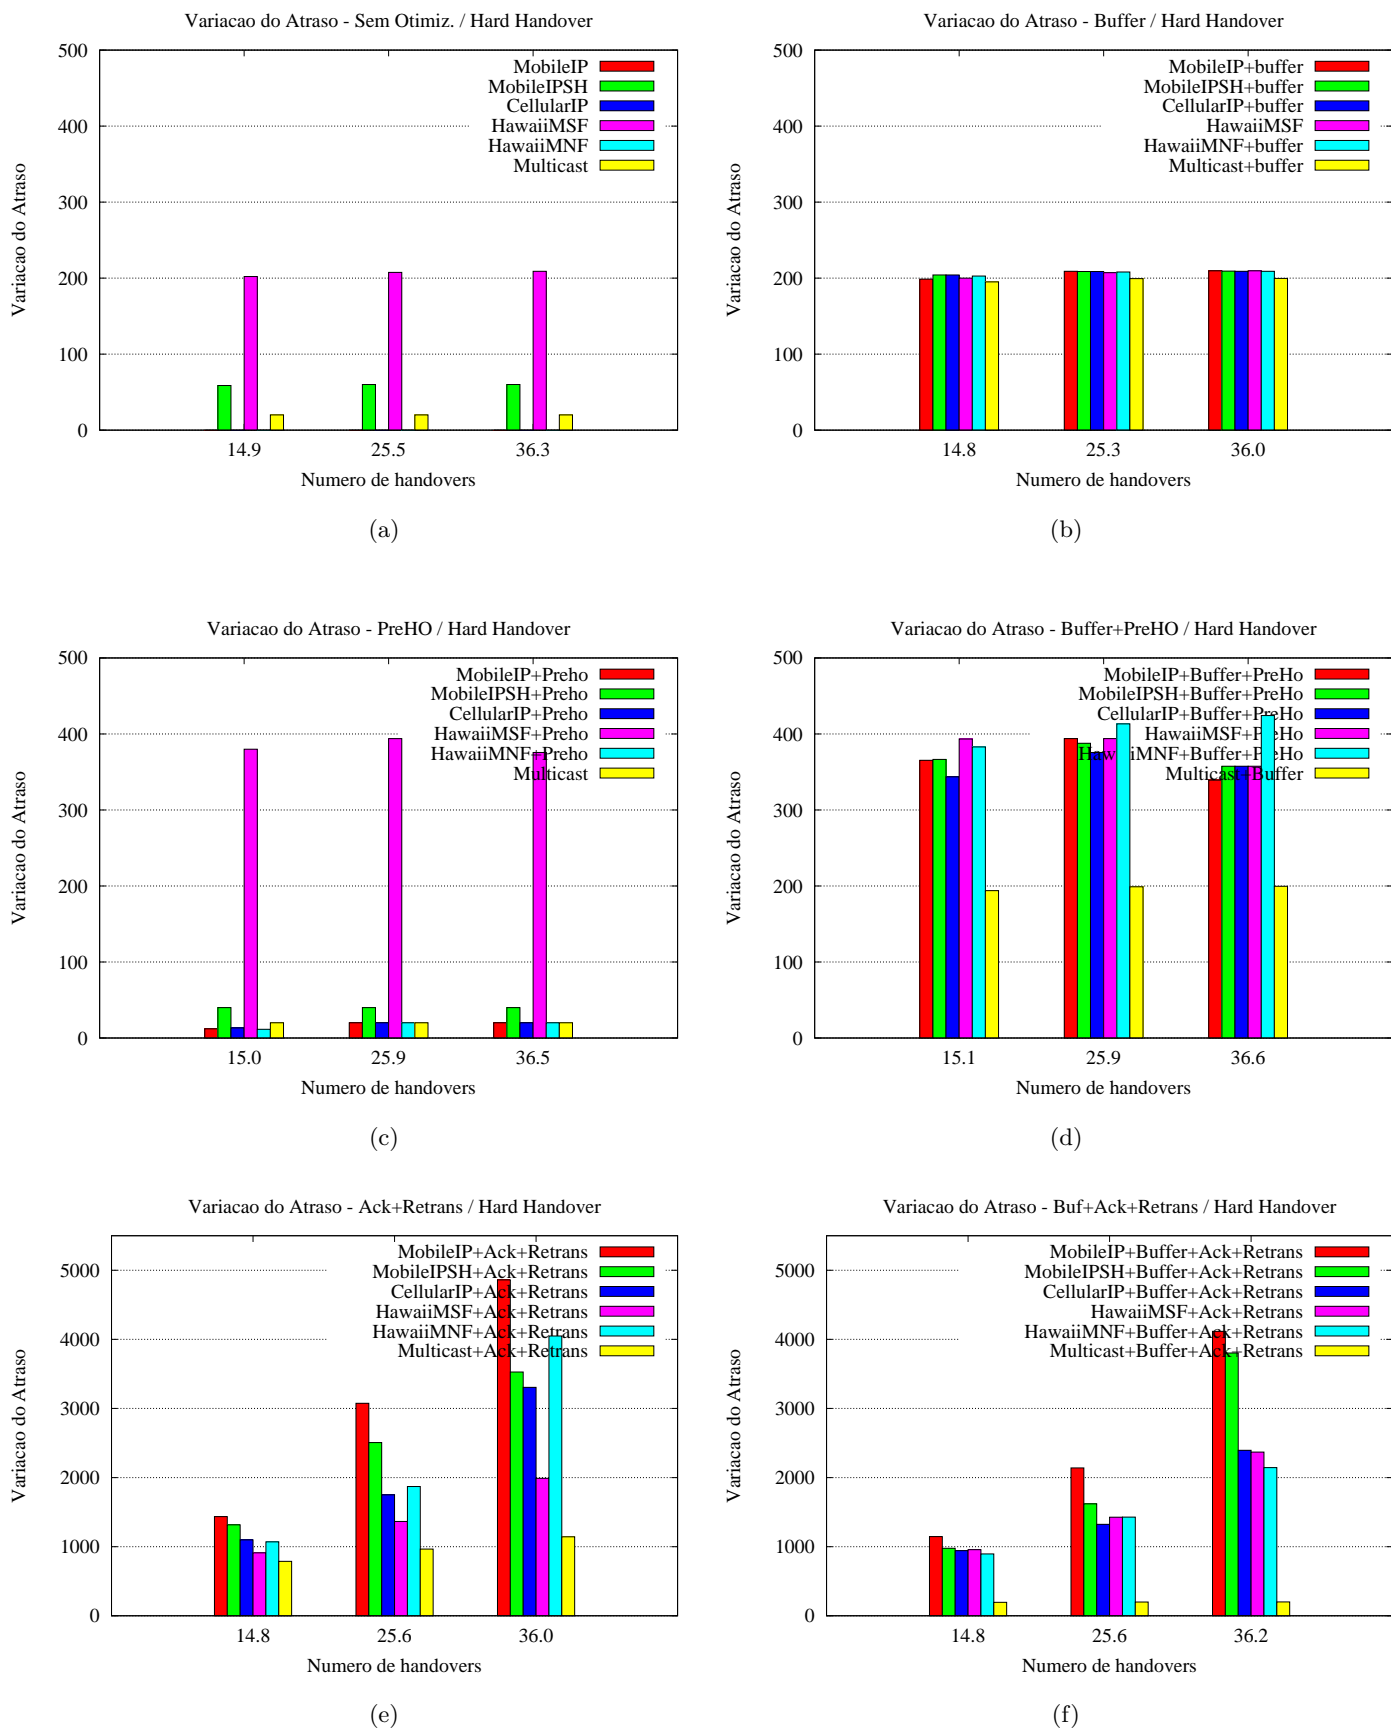 Variacao do Atraso - Sem Otimiz. / Hard Handover
Variacao do Atraso
500
400
300
200
100
0
MobileIP
MobileIPSH
CellularIP
HawaiiMSF
HawaiiMNF
Multicast
14.9 25.5 36.3
Numero de handovers
(a)
Variacao do Atraso - Buffer / Hard Handover
Variacao do Atraso
500
400
300
200
100
0
MobileIP+buffer
MobileIPSH+buffer
CellularIP+buffer
HawaiiMSF
HawaiiMNF+buffer
Multicast+buffer
14.8 25.3 36.0
Numero de handovers
(b)
Variacao do Atraso - PreHO / Hard Handover
Variacao do Atraso
500
400
300
200
100
0
MobileIP+Preho
MobileIPSH+Preho
CellularIP+Preho
HawaiiMSF+Preho
HawaiiMNF+Preho
Multicast
15.0 25.9 36.5
Numero de handovers
(c)
Variacao do Atraso - Buffer+PreHO / Hard Handover
Variacao do Atraso
500
400
300
200
100
0
MobileIP+Buffer+PreHo
MobileIPSH+Buffer+PreHo
CellularIP+Buffer+PreHo
HawaiiMSF+PreHo
HawaiiMNF+Buffer+PreHo
Multicast+Buffer
15.1 25.9 36.6
Numero de handovers
(d)
Variacao do Atraso - Ack+Retrans / Hard Handover
Variacao do Atraso
5000
4000
3000
2000
1000
0
MobileIP+Ack+Retrans
MobileIPSH+Ack+Retrans
CellularIP+Ack+Retrans
HawaiiMSF+Ack+Retrans
HawaiiMNF+Ack+Retrans
Multicast+Ack+Retrans
14.8 25.6 36.0
Numero de handovers
(e)
Variacao do Atraso - Buf+Ack+Retrans / Hard Handover
Variacao do Atraso
5000
4000
3000
2000
1000
0
MobileIP+Buffer+Ack+Retrans
MobileIPSH+Buffer+Ack+Retrans
CellularIP+Buffer+Ack+Retrans
HawaiiMSF+Ack+Retrans
HawaiiMNF+Buffer+Ack+Retrans
Multicast+Buffer+Ack+Retrans
14.8 25.6 36.2
Numero de handovers
(f)